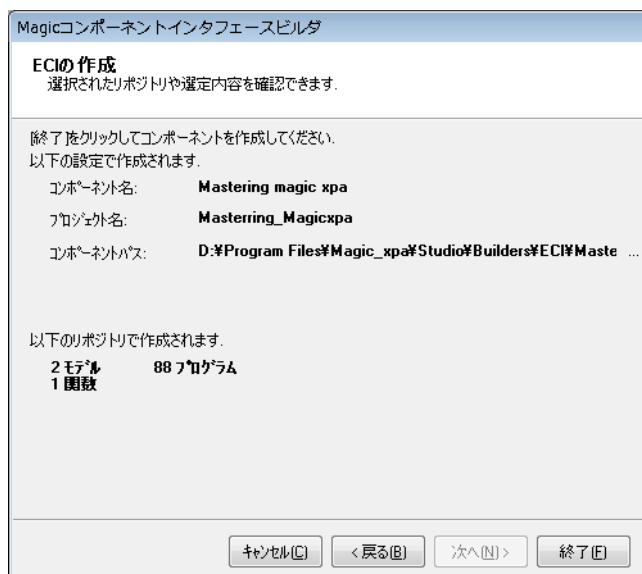 Magicコンポーネントインタフェースビルダ
ECIの作成
選択されたリポジトリや選定内容を確認できます.
[終了]をクリックしてコンポーネントを作成してください.
以下の設定で作成されます.
コンポーネント名: Mastering magic xpa
プロジェクト名: Masterring_Magicxpa
コンポーネントパス: D:¥Program Files¥Magic_xpa¥Studio¥Builders¥ECI¥Maste ...
以下のリポジトリで作成されます.
2 モデル 88 プログラム
1 関数
キャンセル(C) <戻る(B) 次へ(N)> 終了(F)